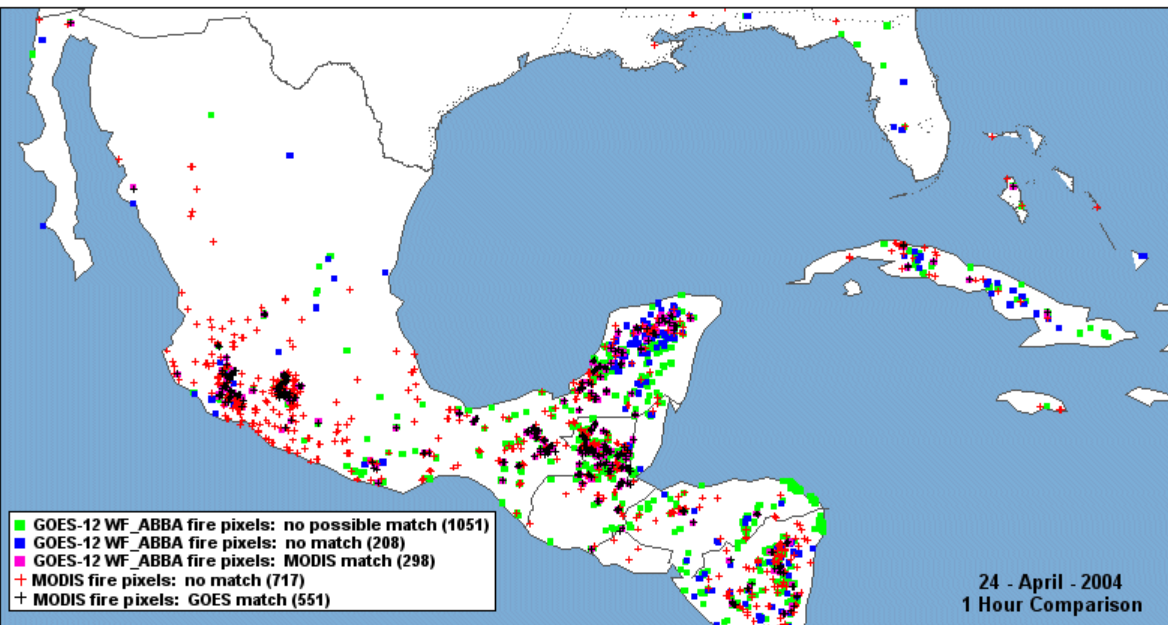 GOES-12 WF_ABBA fire pixels: no possible match (1051)
GOES-12 WF_ABBA fire pixels: no match (208)
GOES-12 WF_ABBA fire pixels: MODIS match (298)
MODIS fire pixels: no match (717)
MODIS fire pixels: GOES match (551)
24 - April - 2004
1 Hour Comparison